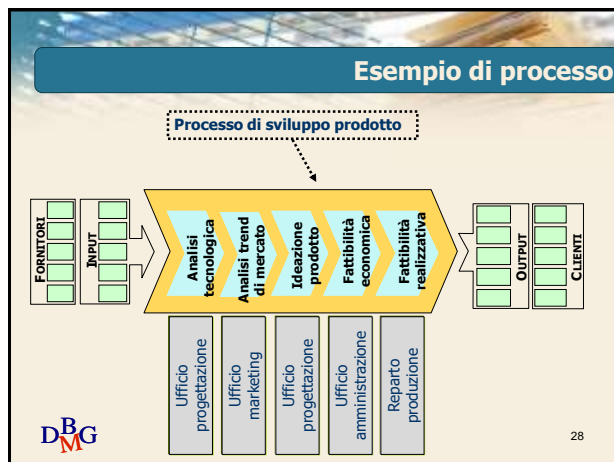 Esempio di processo
Processo di sviluppo prodotto
FORNITORI
INPUT
Analisi
tecnologica
Analisi trend
di mercato
Ideazione
prodotto
Fattibilità
economica
Fattibilità
realizzativa
OUTPUT
CLIENTI
Ufficio
progettazione
Ufficio
marketing
Ufficio
progettazione
Ufficio
amministrazione
Reparto
produzione
DBMG
28